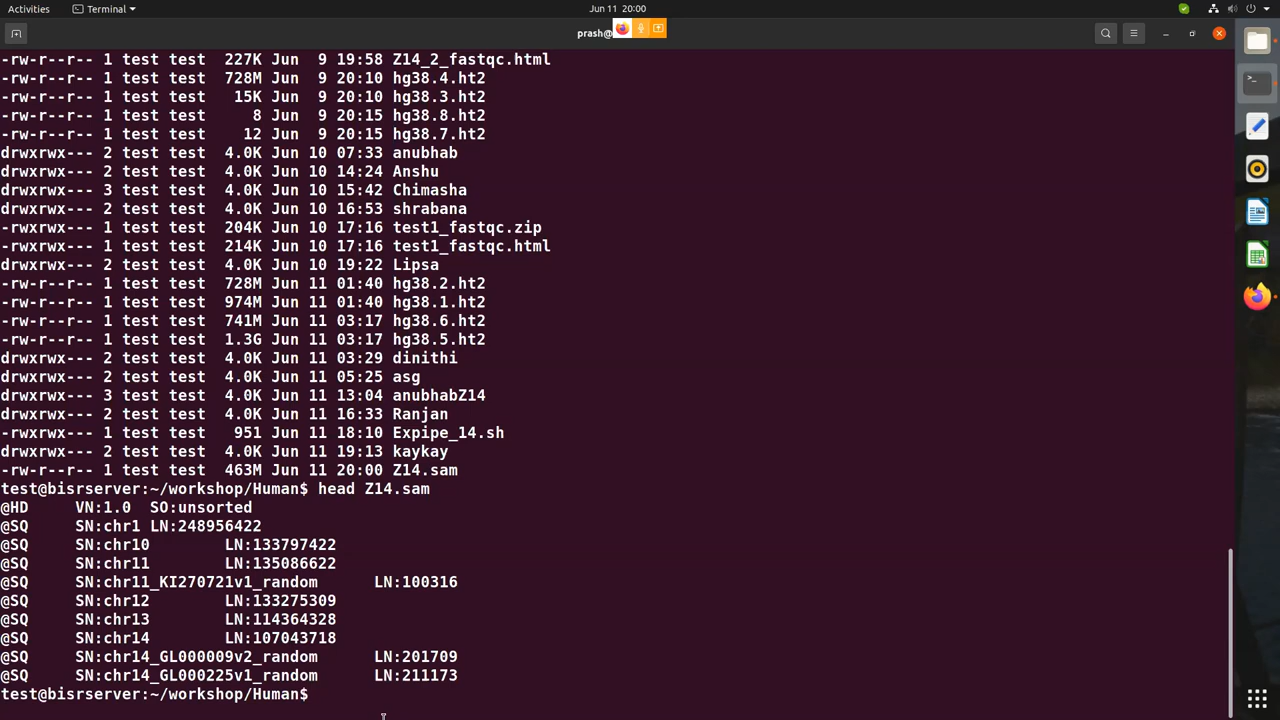 Activities Terminal Jun 11 20:00
prash@
-rw-r--r-- 1 test test  227K Jun  9 19:58 Z14_2_fastqc.html
-rw-r--r-- 1 test test  728M Jun  9 20:10 hg38.4.ht2
-rw-r--r-- 1 test test   15K Jun  9 20:10 hg38.3.ht2
-rw-r--r-- 1 test test     8 Jun  9 20:15 hg38.8.ht2
-rw-r--r-- 1 test test    12 Jun  9 20:15 hg38.7.ht2
drwxrwx--- 2 test test  4.0K Jun 10 07:33 anubhab
drwxrwx--- 2 test test  4.0K Jun 10 14:24 Anshu
drwxrwx--- 3 test test  4.0K Jun 10 15:42 Chimasha
drwxrwx--- 2 test test  4.0K Jun 10 16:53 shrabana
-rw-r--r-- 1 test test  204K Jun 10 17:16 test1_fastqc.zip
-rw-r--r-- 1 test test  214K Jun 10 17:16 test1_fastqc.html
drwxrwx--- 2 test test  4.0K Jun 10 19:22 Lipsa
-rw-r--r-- 1 test test  728M Jun 11 01:40 hg38.2.ht2
-rw-r--r-- 1 test test  974M Jun 11 01:40 hg38.1.ht2
-rw-r--r-- 1 test test  741M Jun 11 03:17 hg38.6.ht2
-rw-r--r-- 1 test test  1.3G Jun 11 03:17 hg38.5.ht2
drwxrwx--- 2 test test  4.0K Jun 11 03:29 dinithi
drwxrwx--- 2 test test  4.0K Jun 11 05:25 asg
drwxrwx--- 3 test test  4.0K Jun 11 13:04 anubhabZ14
drwxrwx--- 2 test test  4.0K Jun 11 16:33 Ranjan
-rw-r--r-- 1 test test   951 Jun 11 18:10 Expipe_14.sh
drwxrwx--- 2 test test  4.0K Jun 11 19:13 kaykay
-rw-r--r-- 1 test test  463M Jun 11 20:00 Z14.sam
test@bisrserver:~/workshop/Human$ head Z14.sam
@HD     VN:1.0  SO:unsorted
@SQ     SN:chr1 LN:248956422
@SQ     SN:chr10        LN:133797422
@SQ     SN:chr11        LN:135086622
@SQ     SN:chr11_KI270721v1_random      LN:100316
@SQ     SN:chr12        LN:133275309
@SQ     SN:chr13        LN:114364328
@SQ     SN:chr14        LN:107043718
@SQ     SN:chr14_GL000009v2_random      LN:201709
@SQ     SN:chr14_GL000225v1_random      LN:211173
test@bisrserver:~/workshop/Human$